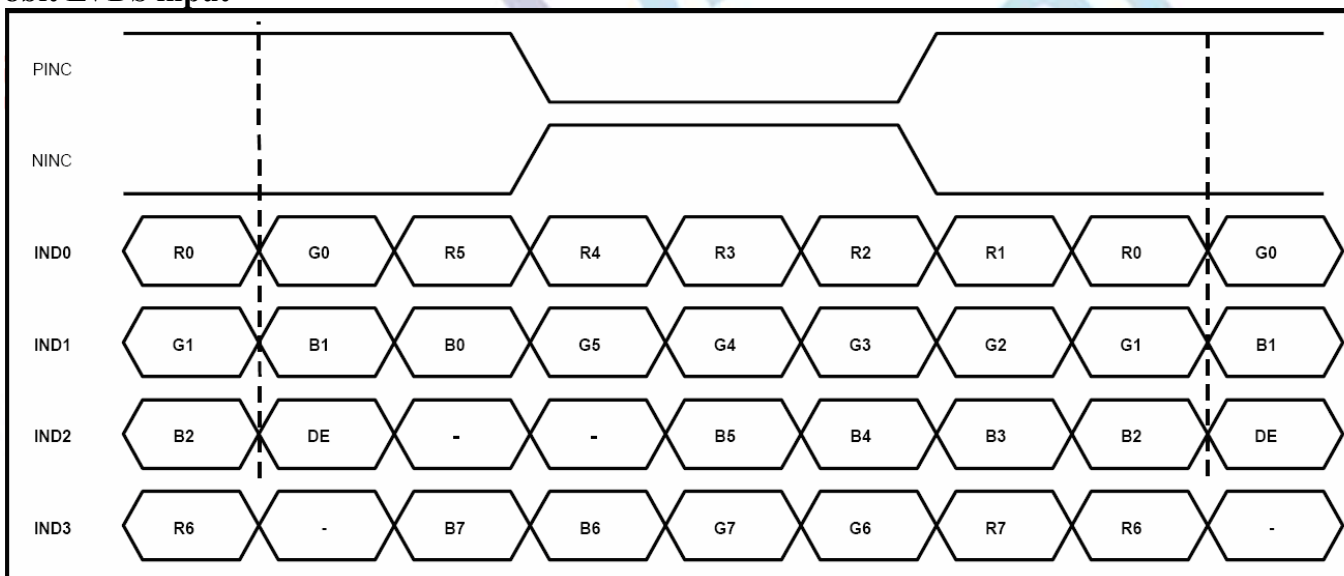 8bit LVDS input
PINC
NINC
IND0 R0 G0 R5 R4 R3 R2 R1 R0 G0
IND1 G1 B1 B0 G5 G4 G3 G2 G1 B1
IND2 B2 DE - - B5 B4 B3 B2 DE
IND3 R6 - B7 B6 G7 G6 R7 R6 -